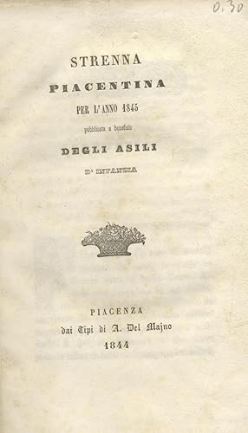 0.30
STRENNA
PIACENTINA
PER L'ANNO 1845
pubblicata a beneficio
DEGLI ASILI
D'INFANZIA
PIACENZA
dai Tipi di A. Del Majno
1844